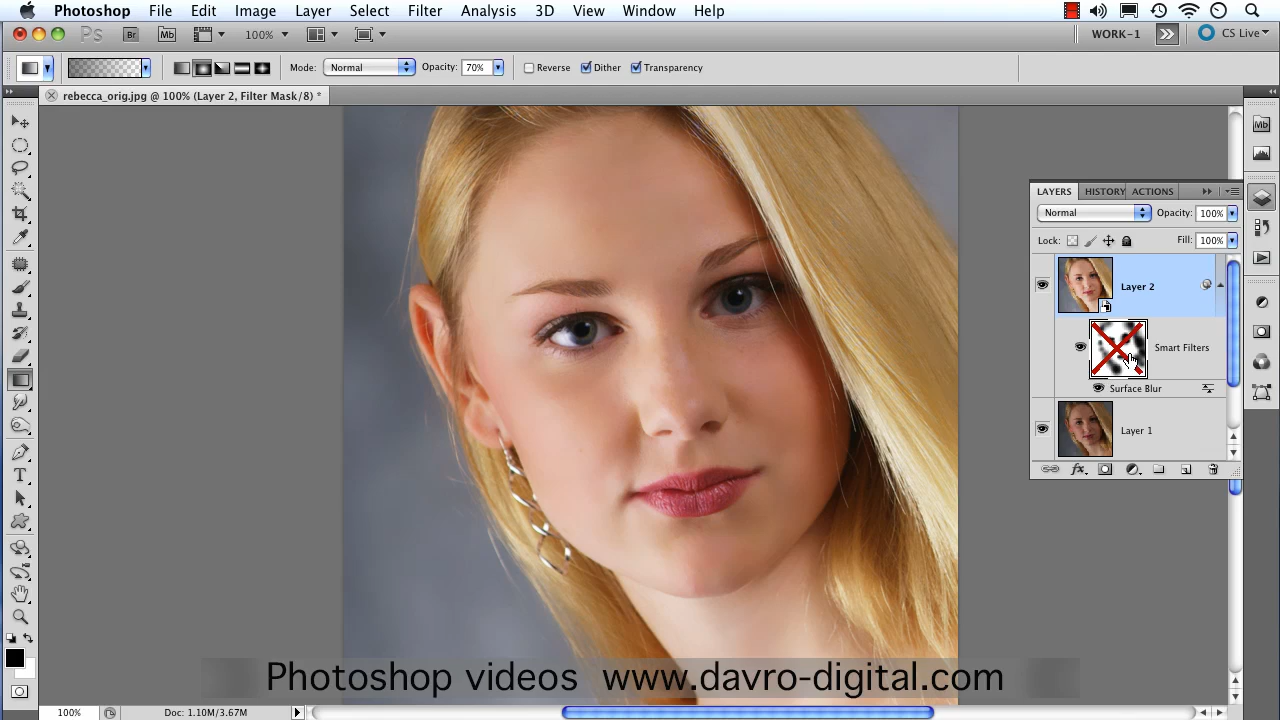 Photoshop File Edit Image Layer Select Filter Analysis 3D View Window Help
Ps Br Mb 100% WORK-1 CS Live
Mode: Normal Opacity: 70% Reverse Dither Transparency
rebecca_orig.jpg @ 100% (Layer 2, Filter Mask/8) *
Mb
LAYERS HISTORY ACTIONS
Normal Opacity: 100%
Lock: Fill: 100%
Layer 2
Smart Filters
Surface Blur
Layer 1
fx
T
Photoshop videos www.davro-digital.com
100% Doc: 1.10M/3.67M